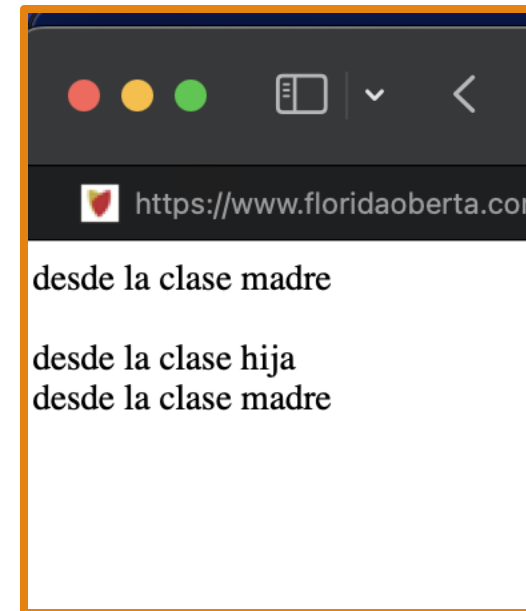 https://www.floridaoberta.co
desde la clase madre
desde la clase hija
desde la clase madre